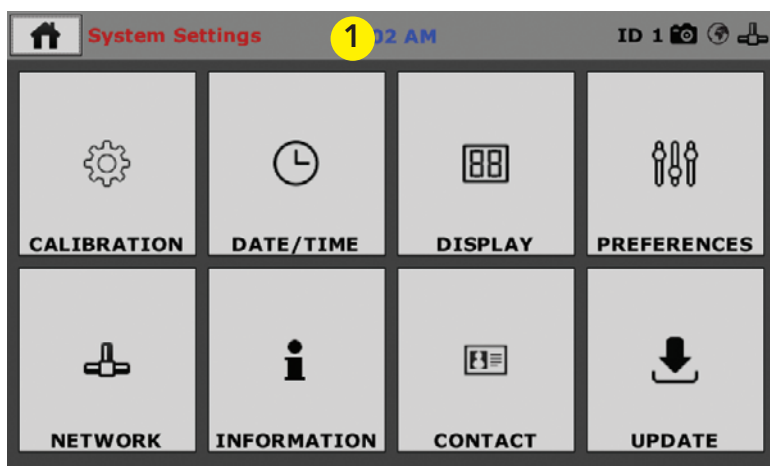 System Settings 1 02 AM ID 1
CALIBRATION DATE/TIME DISPLAY PREFERENCES
NETWORK INFORMATION CONTACT UPDATE